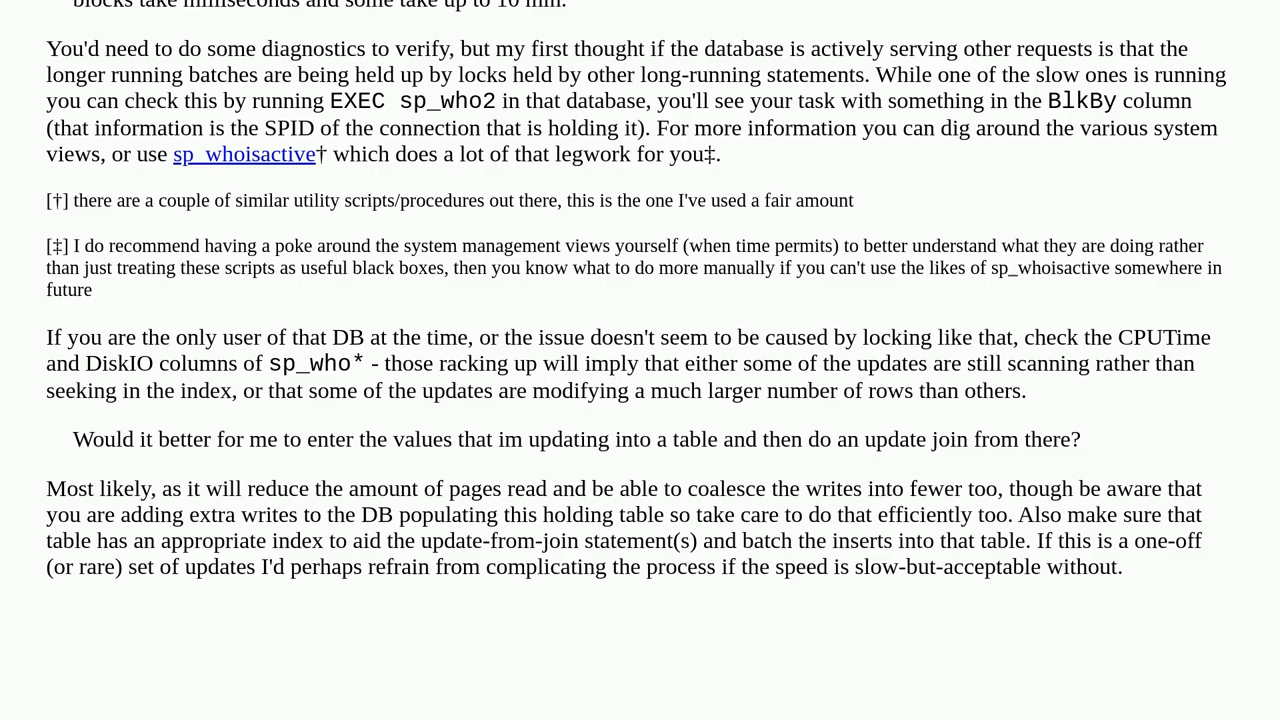 blocks take milliseconds and some take up to 10 min.
You'd need to do some diagnostics to verify, but my first thought if the database is actively serving other requests is that the
longer running batches are being held up by locks held by other long-running statements. While one of the slow ones is running
you can check this by running EXEC sp_who2 in that database, you'll see your task with something in the BlkBy column
(that information is the SPID of the connection that is holding it). For more information you can dig around the various system
views, or use sp_whoisactive† which does a lot of that legwork for you‡.
[†] there are a couple of similar utility scripts/procedures out there, this is the one I've used a fair amount
[‡] I do recommend having a poke around the system management views yourself (when time permits) to better understand what they are doing rather
than just treating these scripts as useful black boxes, then you know what to do more manually if you can't use the likes of sp_whoisactive somewhere in
future
If you are the only user of that DB at the time, or the issue doesn't seem to be caused by locking like that, check the CPUTime
and DiskIO columns of sp_who* - those racking up will imply that either some of the updates are still scanning rather than
seeking in the index, or that some of the updates are modifying a much larger number of rows than others.
Would it better for me to enter the values that im updating into a table and then do an update join from there?
Most likely, as it will reduce the amount of pages read and be able to coalesce the writes into fewer too, though be aware that
you are adding extra writes to the DB populating this holding table so take care to do that efficiently too. Also make sure that
table has an appropriate index to aid the update-from-join statement(s) and batch the inserts into that table. If this is a one-off
(or rare) set of updates I'd perhaps refrain from complicating the process if the speed is slow-but-acceptable without.